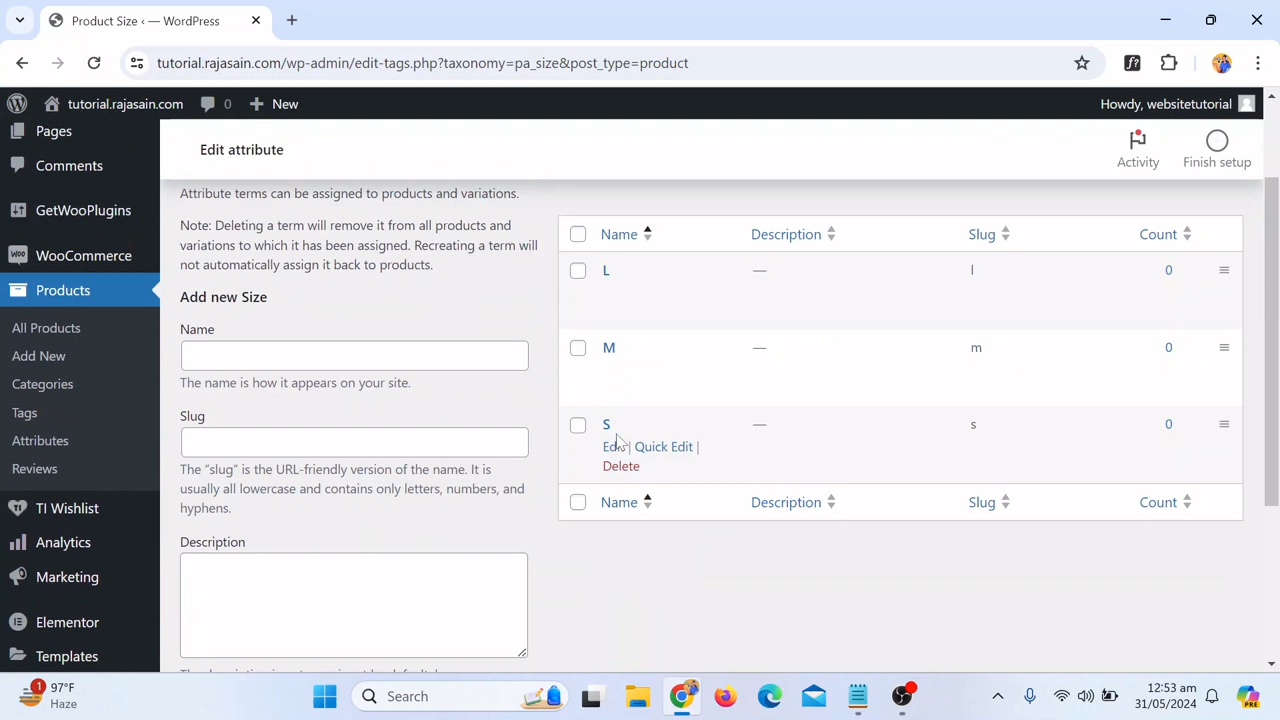 Product Size ‹ — WordPress
tutorial.rajasain.com/wp-admin/edit-tags.php?taxonomy=pa_size&post_type=product
tutorial.rajasain.com
0
New
Howdy, websitetutorial
Pages
Comments
GetWooPlugins
WooCommerce
Products
All Products
Add New
Categories
Tags
Attributes
Reviews
TI Wishlist
Analytics
Marketing
Elementor
Templates
Edit attribute
Activity
Finish setup
Attribute terms can be assigned to products and variations.
Note: Deleting a term will remove it from all products and
variations to which it has been assigned. Recreating a term will
not automatically assign it back to products.
Add new Size
Name
The name is how it appears on your site.
Slug
The “slug” is the URL-friendly version of the name. It is
usually all lowercase and contains only letters, numbers, and
hyphens.
Description
Name Description Slug Count
L — l 0
M — m 0
S — s 0
Edit | Quick Edit |
Delete
Name Description Slug Count
1
97°F
Haze
Search
12:53 am
31/05/2024
PRE